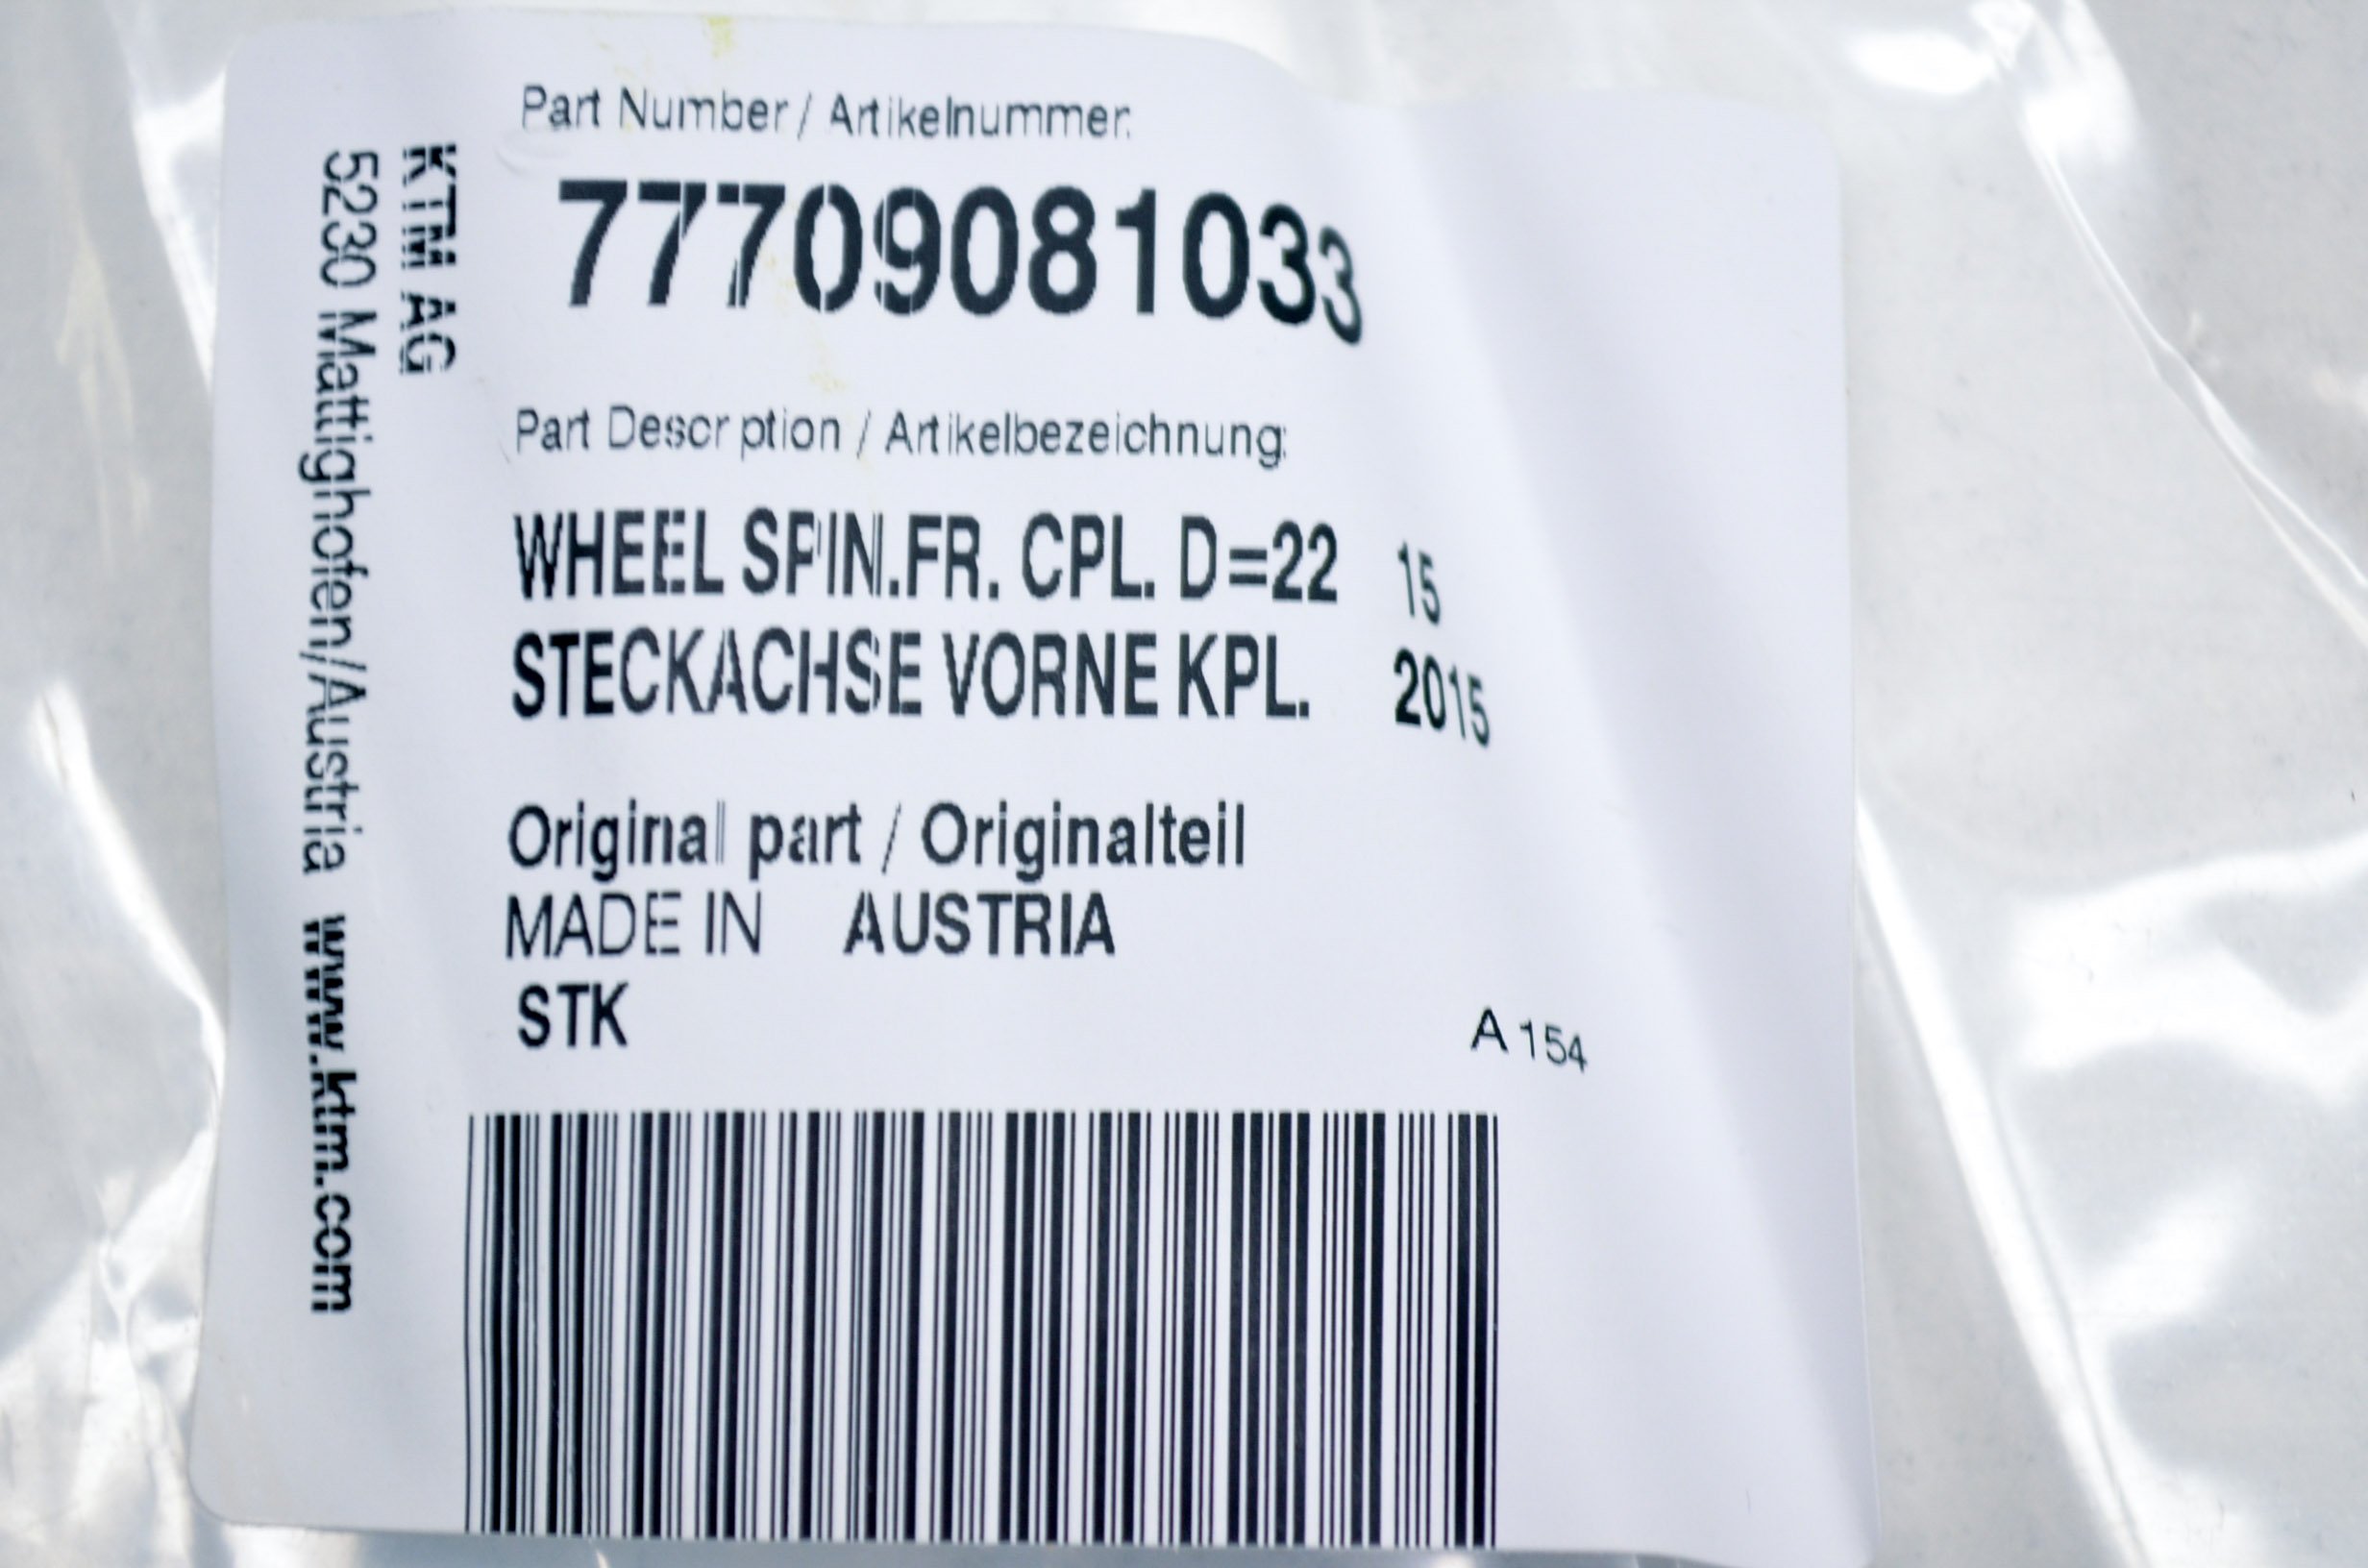 Part Number / Artikelnummer:
77709081033
Part Description / Artikelbezeichnung:
WHEEL SPIN.FR. CPL. D=22 15
STECKACHSE VORNE KPL. 2015
Original part / Originalteil
MADE IN AUSTRIA
STK
A 154
KTM AG
5230 Mattighofen/Austria www.ktm.com